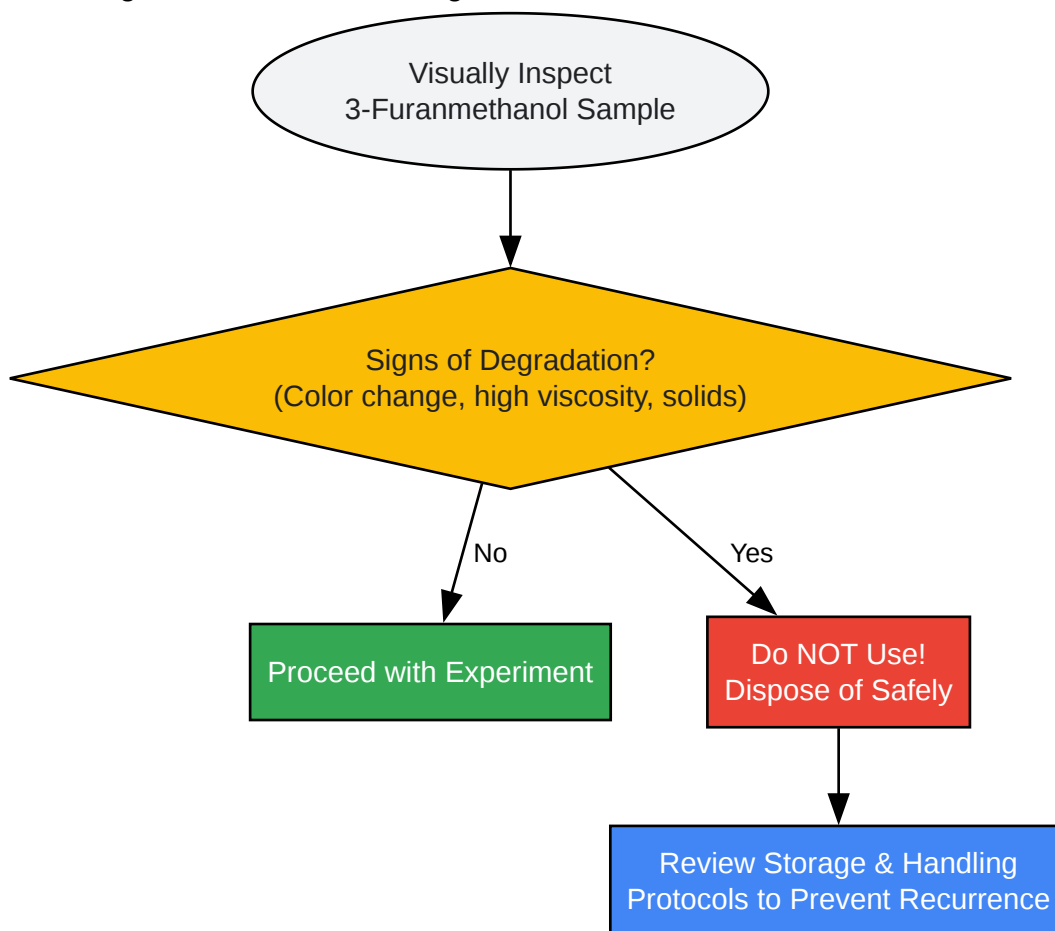 Visually Inspect
3-Furanmethanol Sample
Signs of Degradation?
(Color change, high viscosity, solids)
No
Yes
Proceed with Experiment
Do NOT Use!
Dispose of Safely
Review Storage & Handling
Protocols to Prevent Recurrence